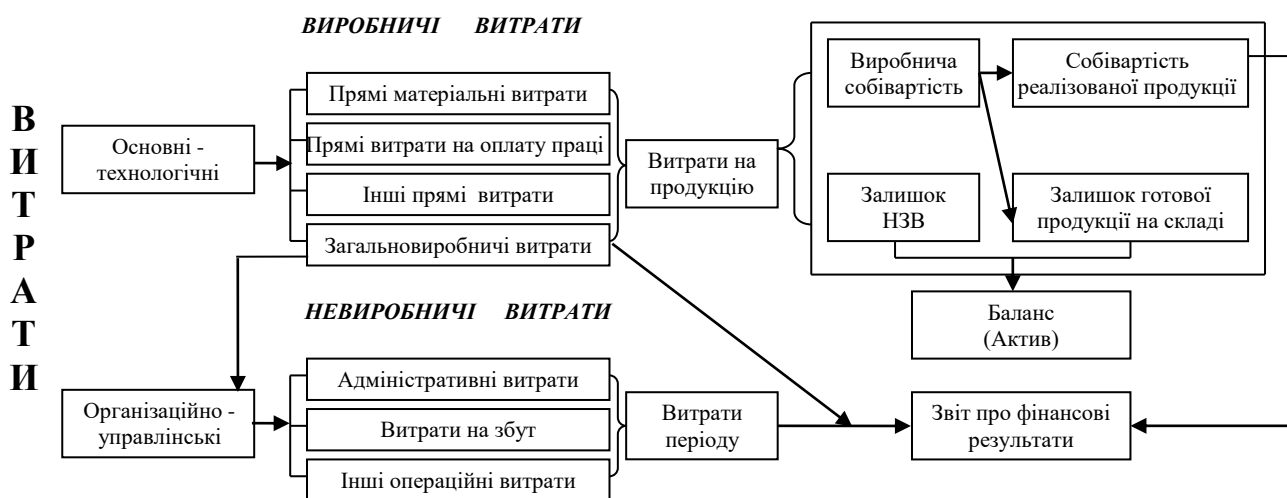 ВИТРАТИ
ВИРОБНИЧІ ВИТРАТИ
Основні -
технологічні
Прямі матеріальні витрати
Прямі витрати на оплату праці
Інші прямі витрати
Загальновиробничі витрати
Витрати на
продукцію
Виробнича
собівартість
Собівартість
реалізованої продукції
Залишок
НЗВ
Залишок готової
продукції на складі
Баланс
(Актив)
НЕВИРОБНИЧІ ВИТРАТИ
Організаційно -
управлінські
Адміністративні витрати
Витрати на збут
Інші операційні витрати
Витрати
періоду
Звіт про фінансові
результати